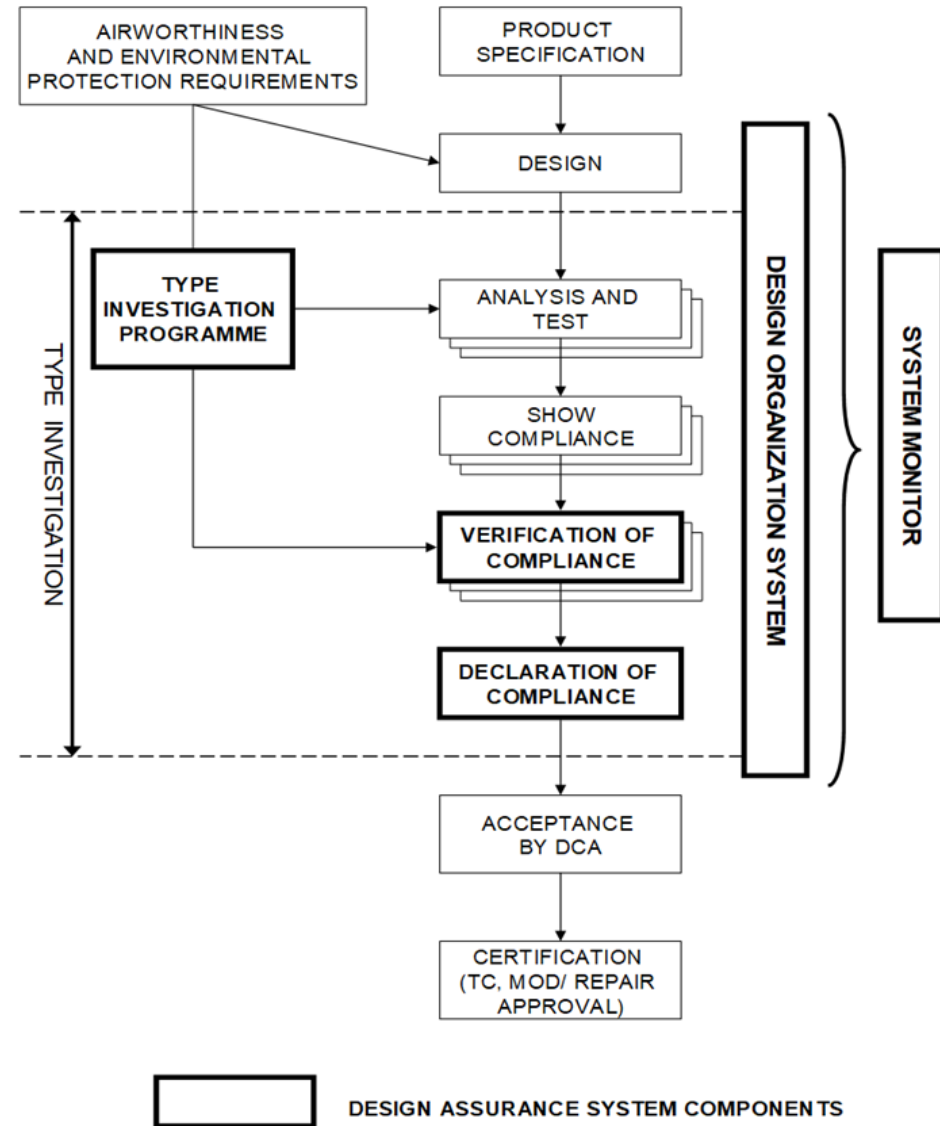 AIRWORTHINESS
AND ENVIRONMENTAL
PROTECTION REQUIREMENTS
PRODUCT
SPECIFICATION
DESIGN
TYPE
INVESTIGATION
PROGRAMME
ANALYSIS AND
TEST
SHOW
COMPLIANCE
VERIFICATION OF
COMPLIANCE
DECLARATION OF
COMPLIANCE
TYPE INVESTIGATION
DESIGN ORGANIZATION SYSTEM
SYSTEM MONITOR
ACCEPTANCE
BY DCA
CERTIFICATION
(TC, MOD/ REPAIR
APPROVAL)
DESIGN ASSURANCE SYSTEM COMPONENTS